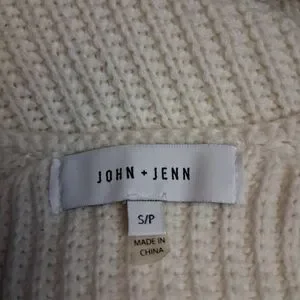 JOHN + JENN
S/P
MADE IN
CHINA